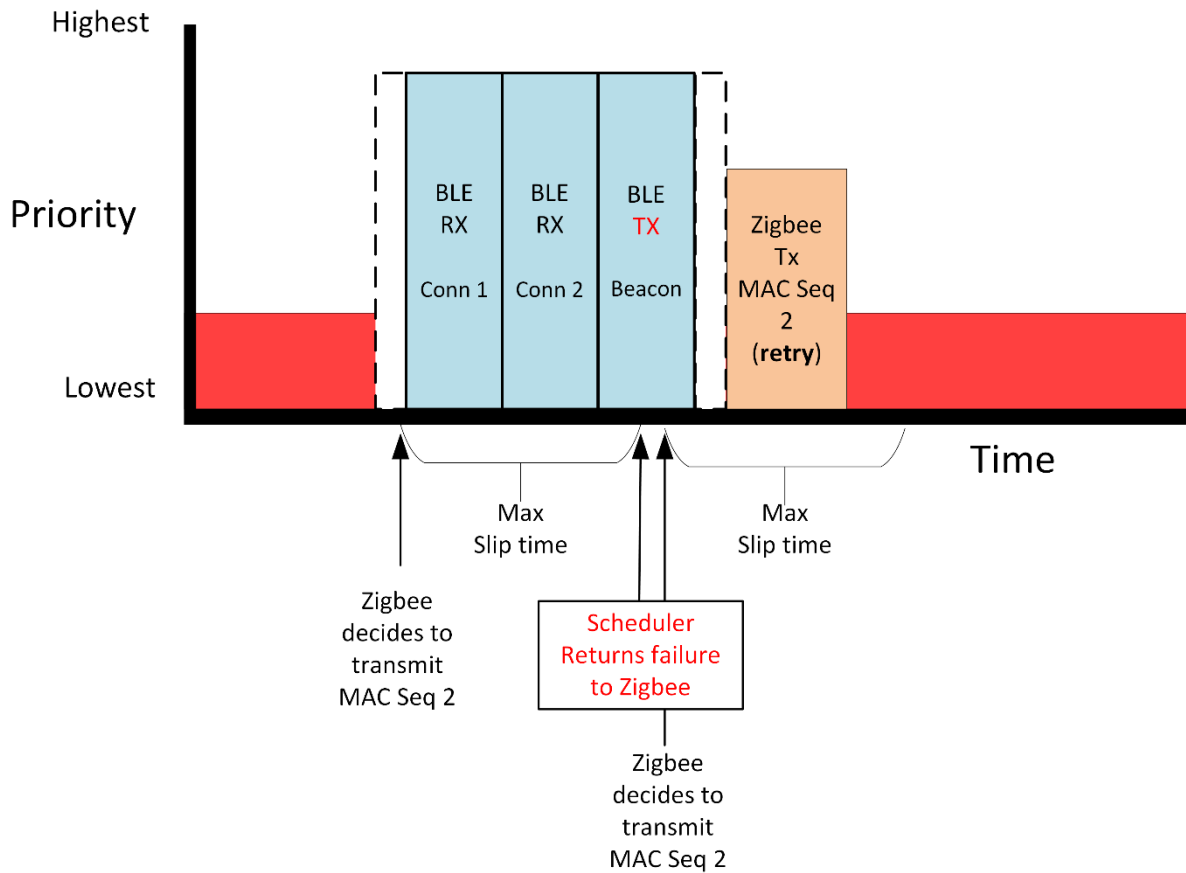 Highest
Priority
Lowest
BLE
RX
Conn 1
BLE
RX
Conn 2
BLE
TX
Beacon
Zigbee
Tx
MAC Seq
2
(retry)
Time
Max
Slip time
Max
Slip time
Zigbee
decides to
transmit
MAC Seq 2
Scheduler
Returns failure
to Zigbee
Zigbee
decides to
transmit
MAC Seq 2